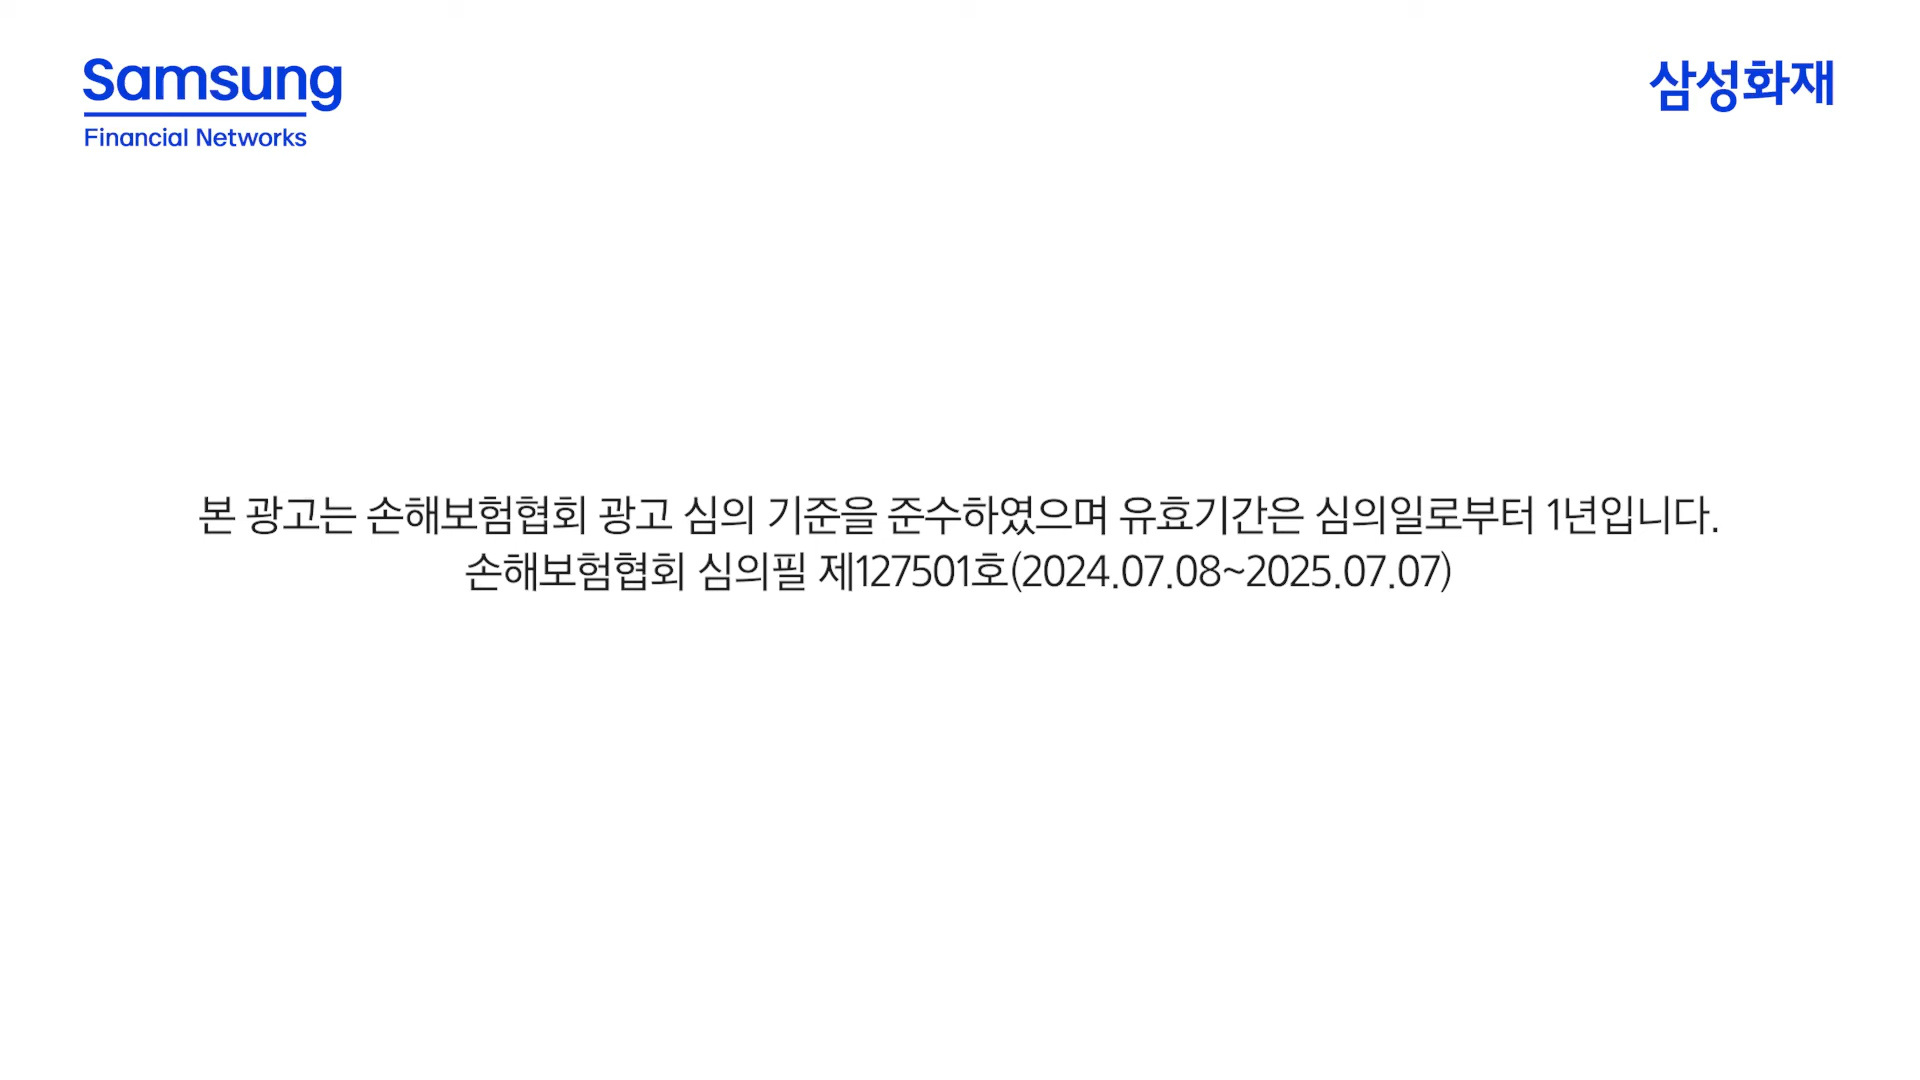 Samsung
Financial Networks
삼성화재
본 광고는 손해보험협회 광고 심의 기준을 준수하였으며 유효기간은 심의일로부터 1년입니다.
손해보험협회 심의필 제127501호(2024.07.08~2025.07.07)